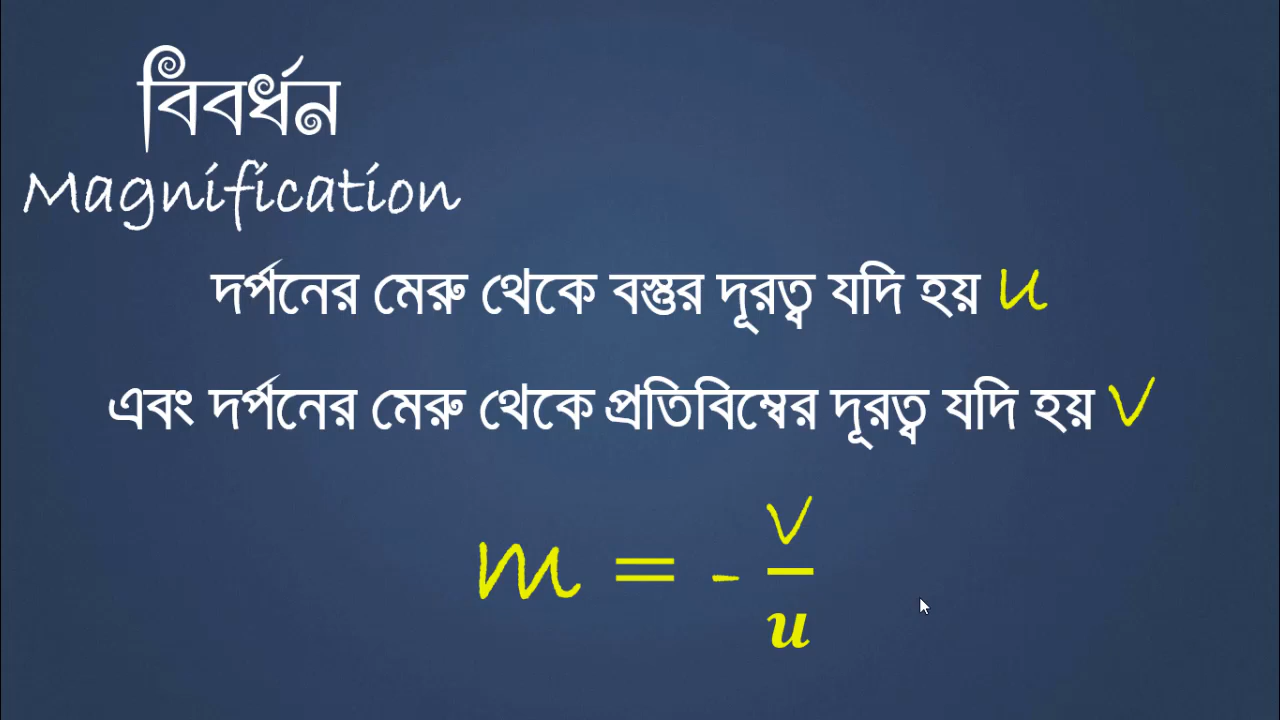 বিবর্ধন
Magnification
দর্পনের মেরু থেকে বস্তুর দূরত্ব যদি হয় u
এবং দর্পনের মেরু থেকে প্রতিবিম্বের দূরত্ব যদি হয় v
m = - v/u